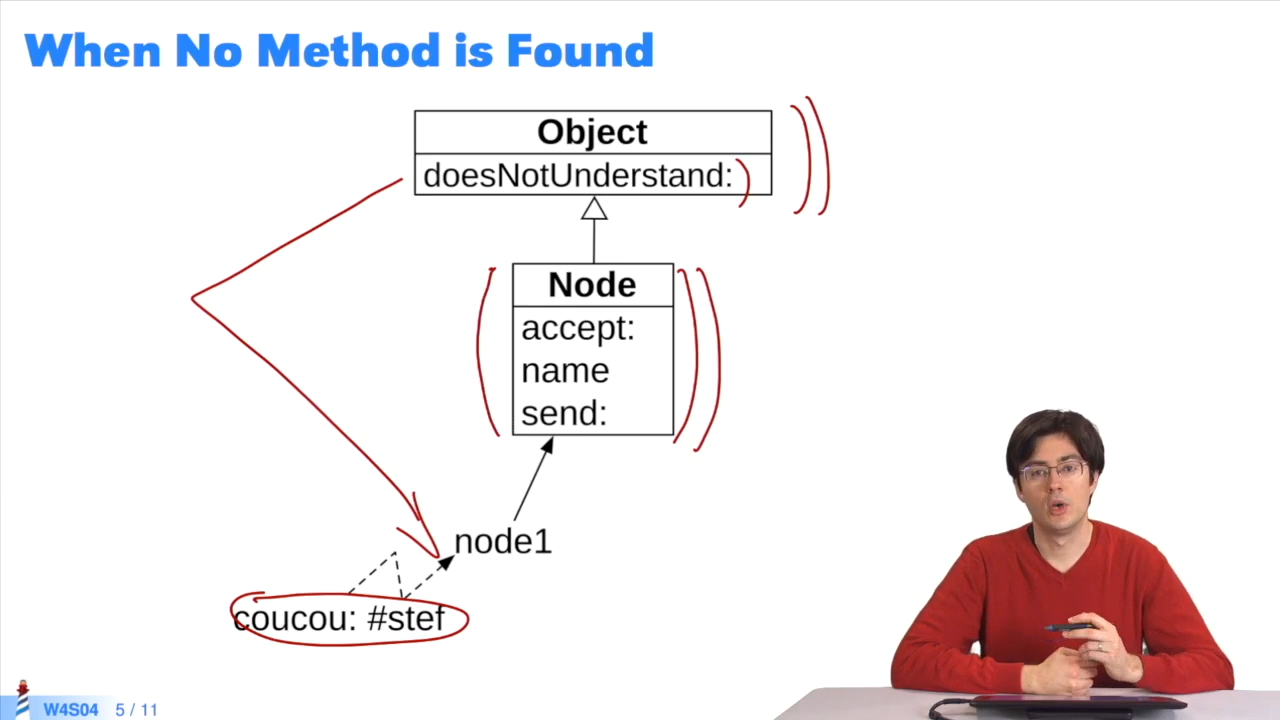 When No Method is Found
Object
doesNotUnderstand:
Node
accept:
name
send:
node1
coucou: #stef
W4S04 5 / 11